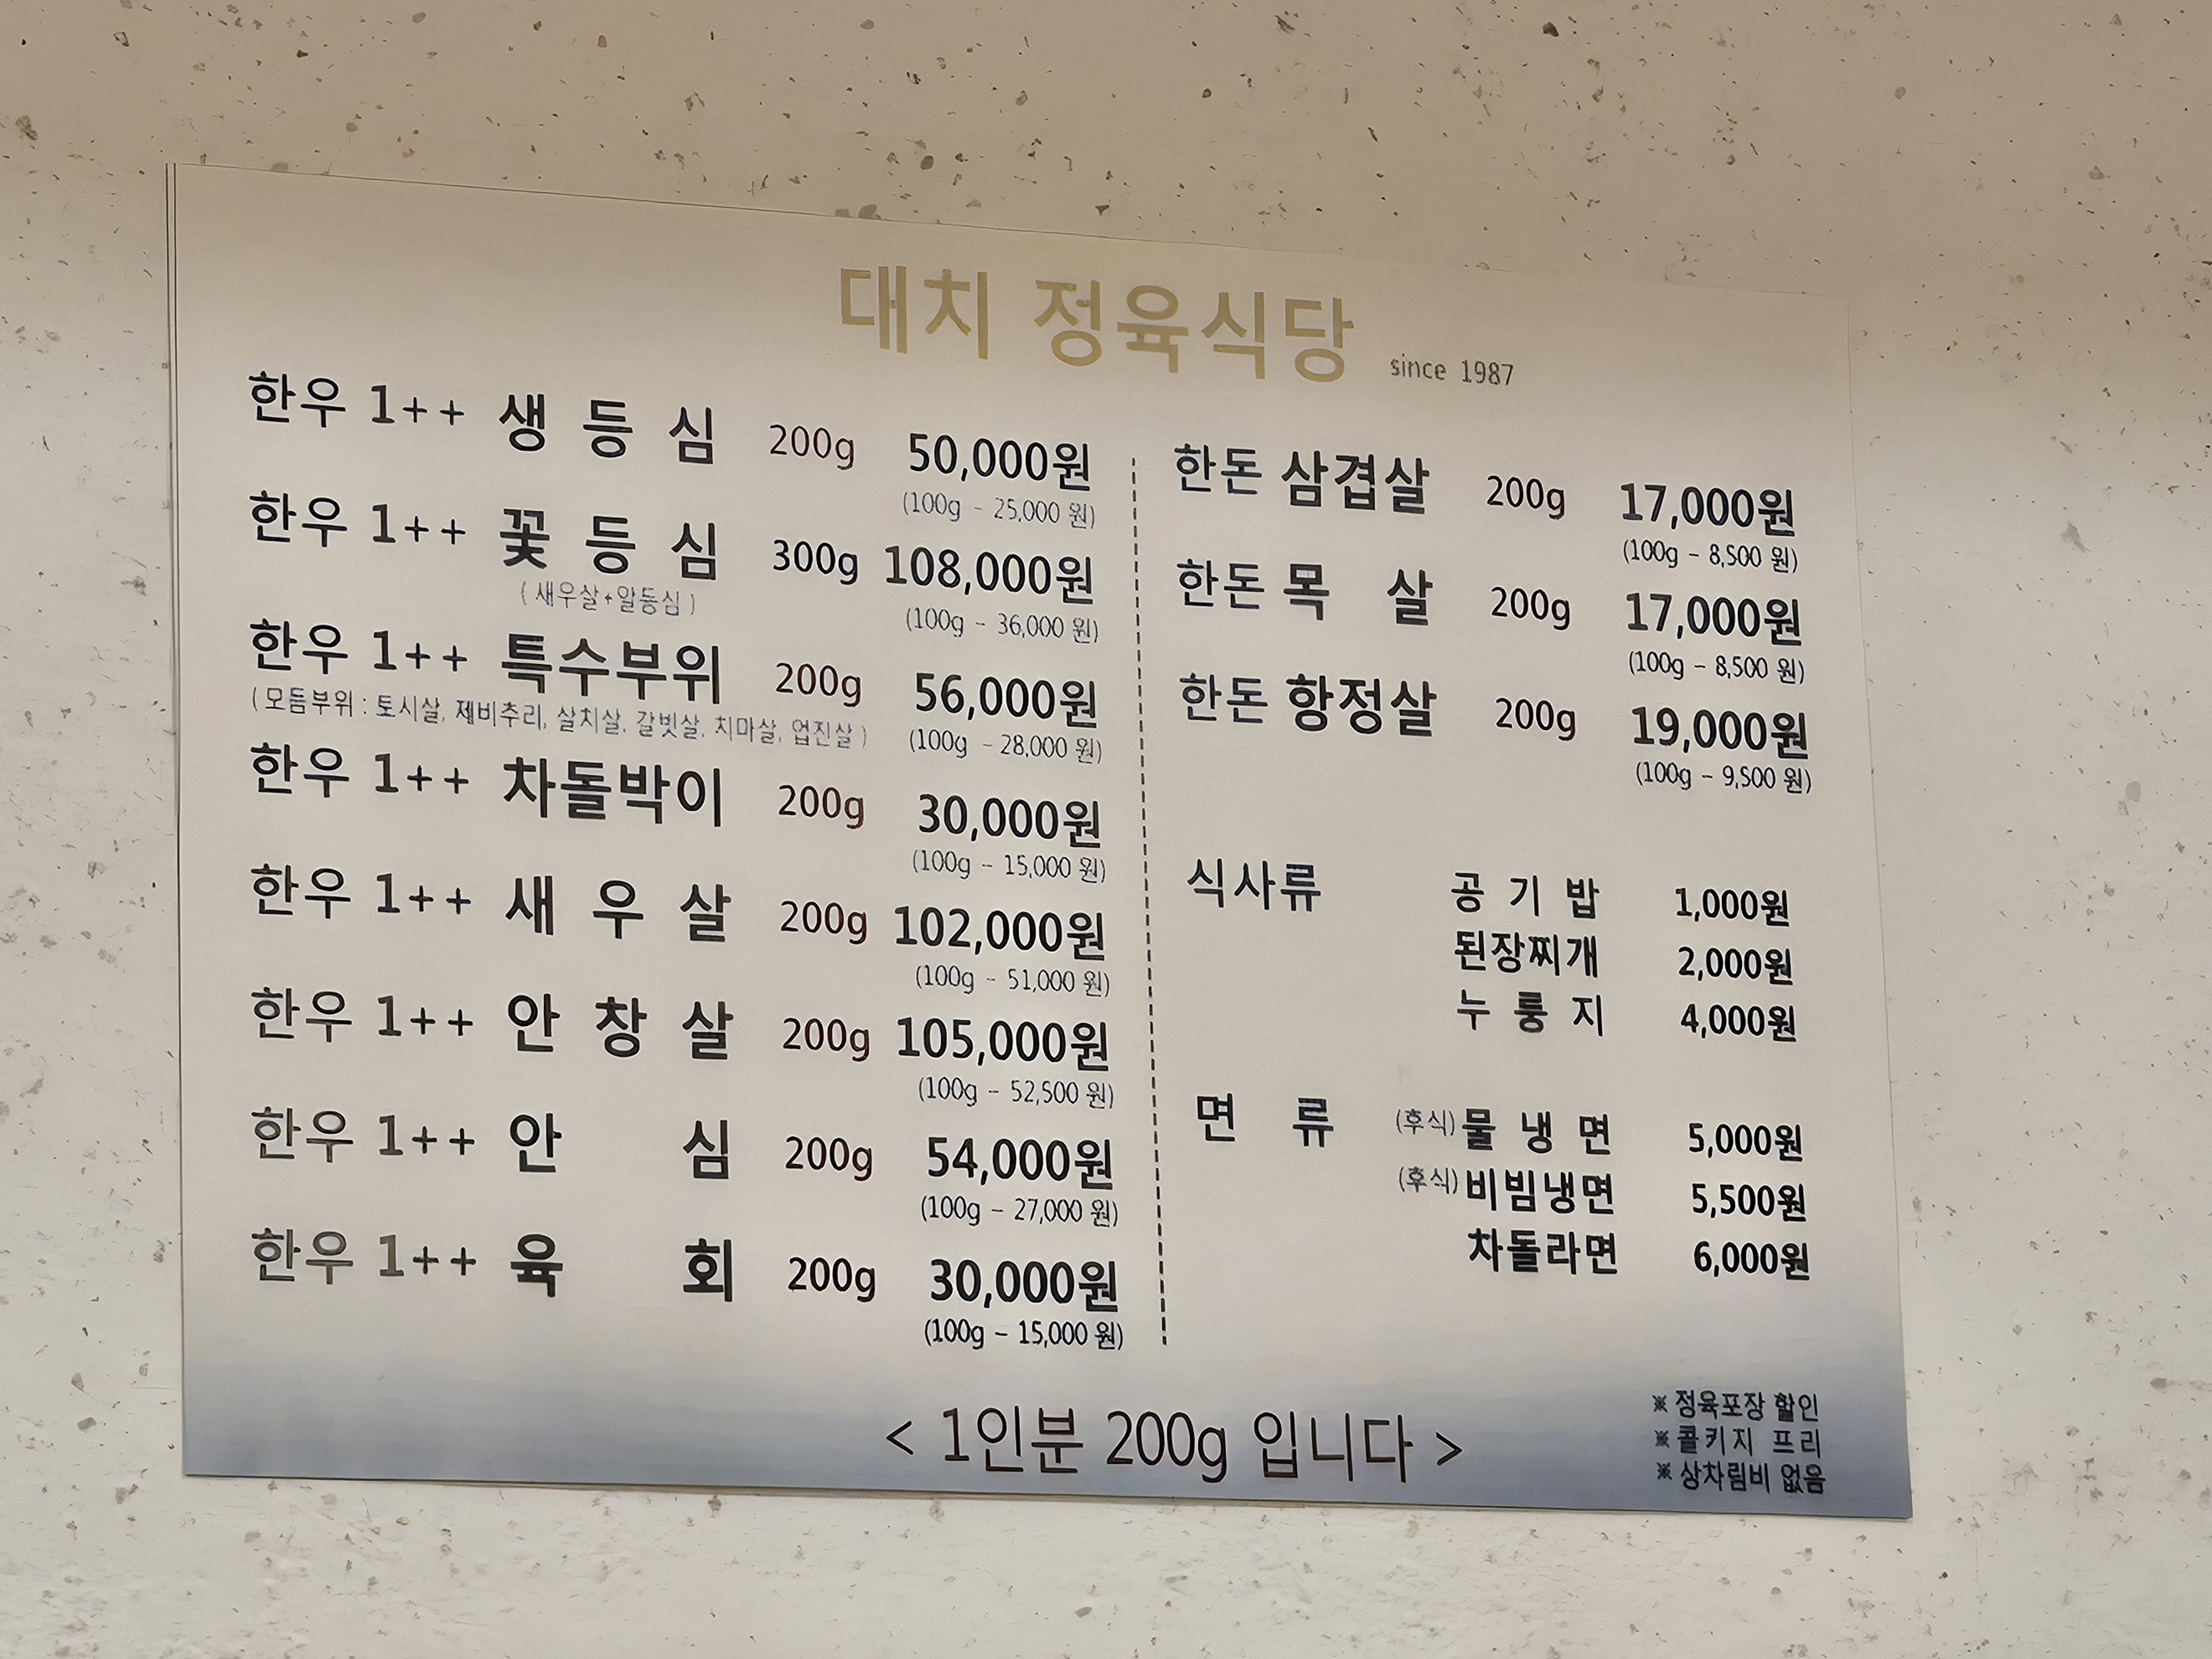 대치 정육식당 since 1987
한우 1++ 생 등 심 200g 50,000원
(100g - 25,000 원)
한우 1++ 꽃 등 심 300g 108,000원
( 새우살+알등심 ) (100g - 36,000 원)
한우 1++ 특수부위 200g 56,000원
( 모듬부위 : 토시살, 제비추리, 살치살, 갈빗살, 치마살, 업진살 ) (100g - 28,000 원)
한우 1++ 차돌박이 200g 30,000원
(100g - 15,000 원)
한우 1++ 새 우 살 200g 102,000원
(100g - 51,000 원)
한우 1++ 안 창 살 200g 105,000원
(100g - 52,500 원)
한우 1++ 안 심 200g 54,000원
(100g - 27,000 원)
한우 1++ 육 회 200g 30,000원
(100g - 15,000 원)
한돈 삼겹살 200g 17,000원
(100g - 8,500 원)
한돈 목 살 200g 17,000원
(100g - 8,500 원)
한돈 항정살 200g 19,000원
(100g - 9,500 원)
식사류 공 기 밥 1,000원
된장찌개 2,000원
누 룽 지 4,000원
면 류 (후식) 물 냉 면 5,000원
(후식) 비빔냉면 5,500원
차돌라면 6,000원
< 1인분 200g 입니다 >
※ 정육포장 할인
※ 콜키지 프리
※ 상차림비 없음